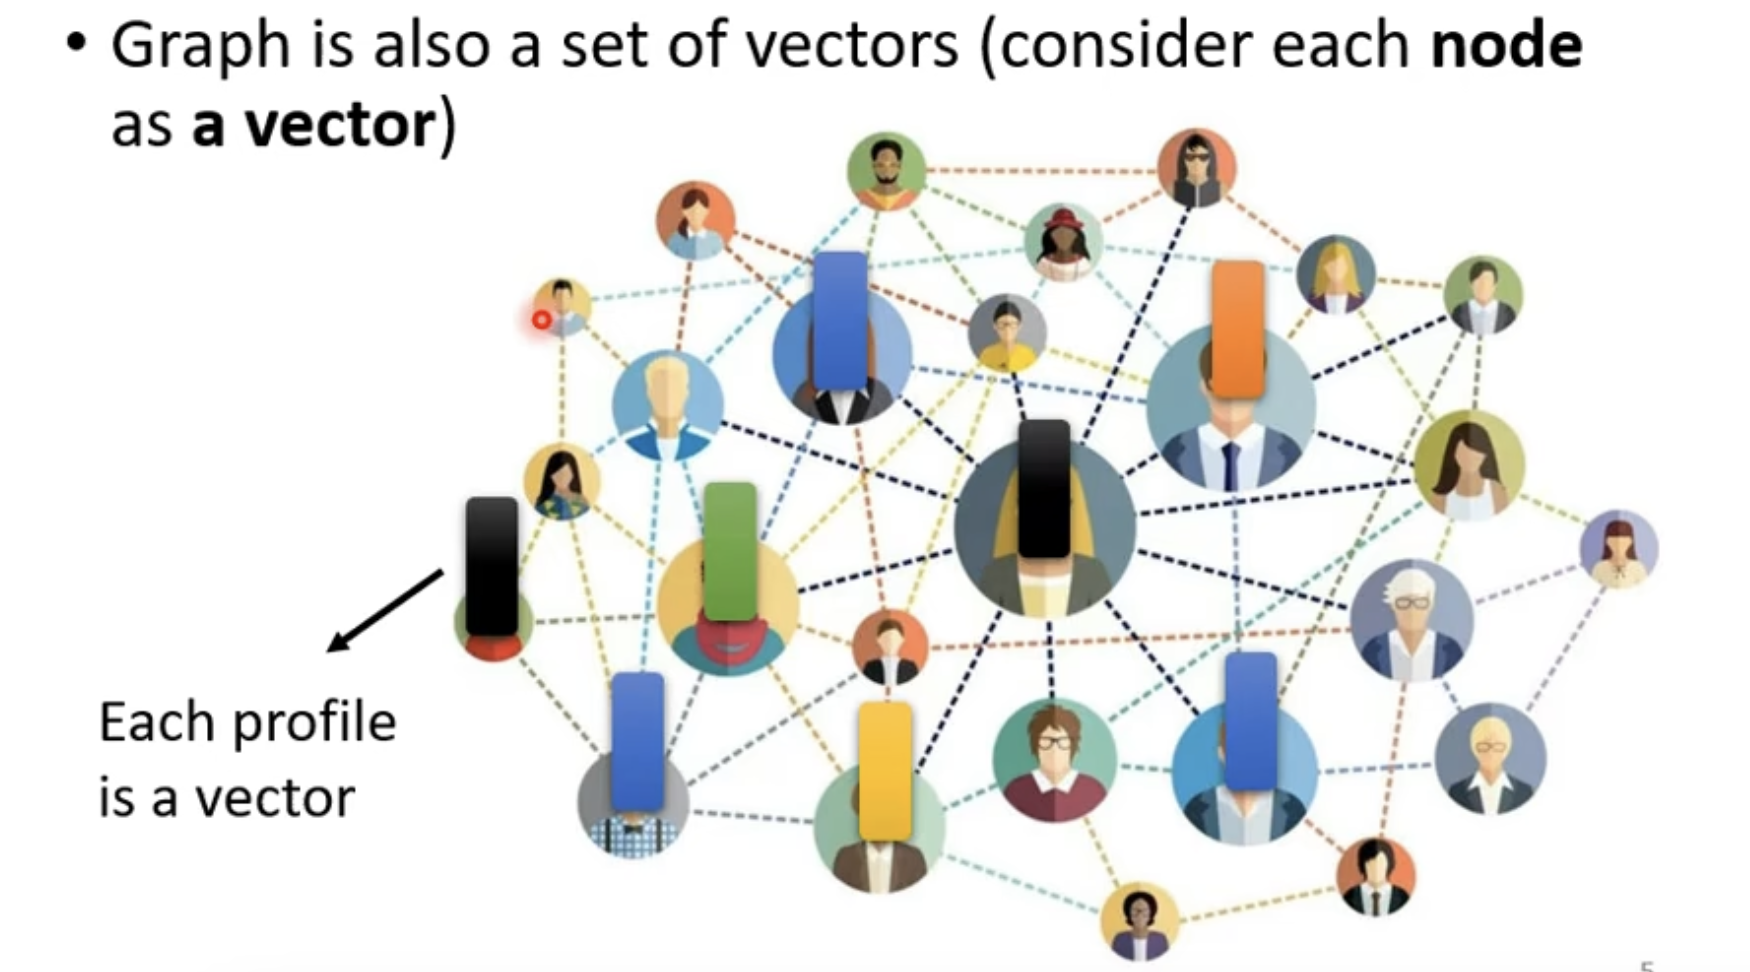 • Graph is also a set of vectors (consider each node
as a vector)
Each profile
is a vector